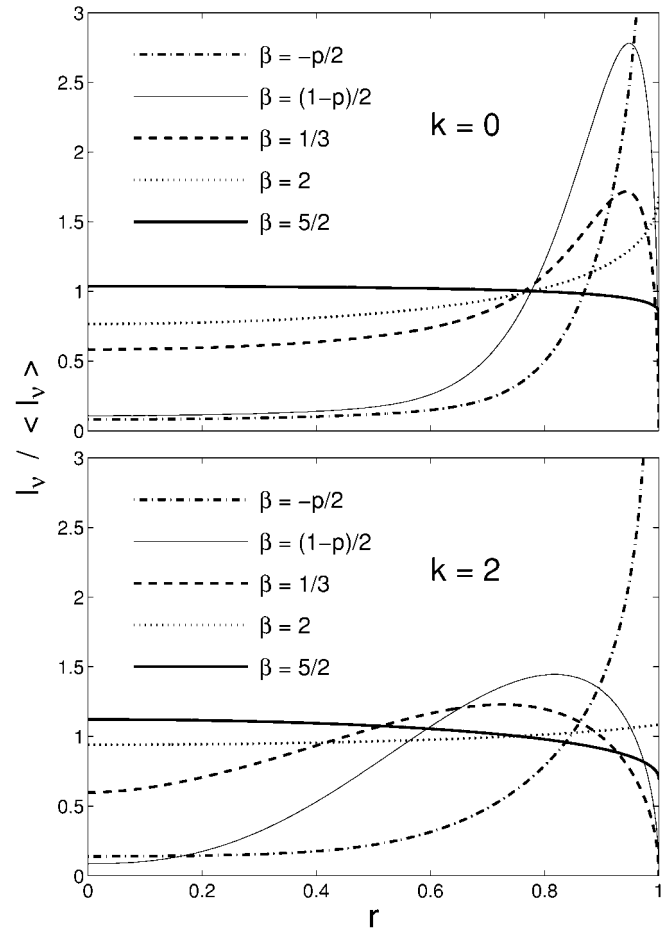 3
2.5
2
1.5
1
0.5
0
β = −p/2
β = (1−p)/2
β = 1/3
β = 2
β = 5/2
k = 0
I_ν / < I_ν >
3
2.5
2
1.5
1
0.5
0
β = −p/2
β = (1−p)/2
β = 1/3
β = 2
β = 5/2
k = 2
0 0.2 0.4 0.6 0.8 1
r